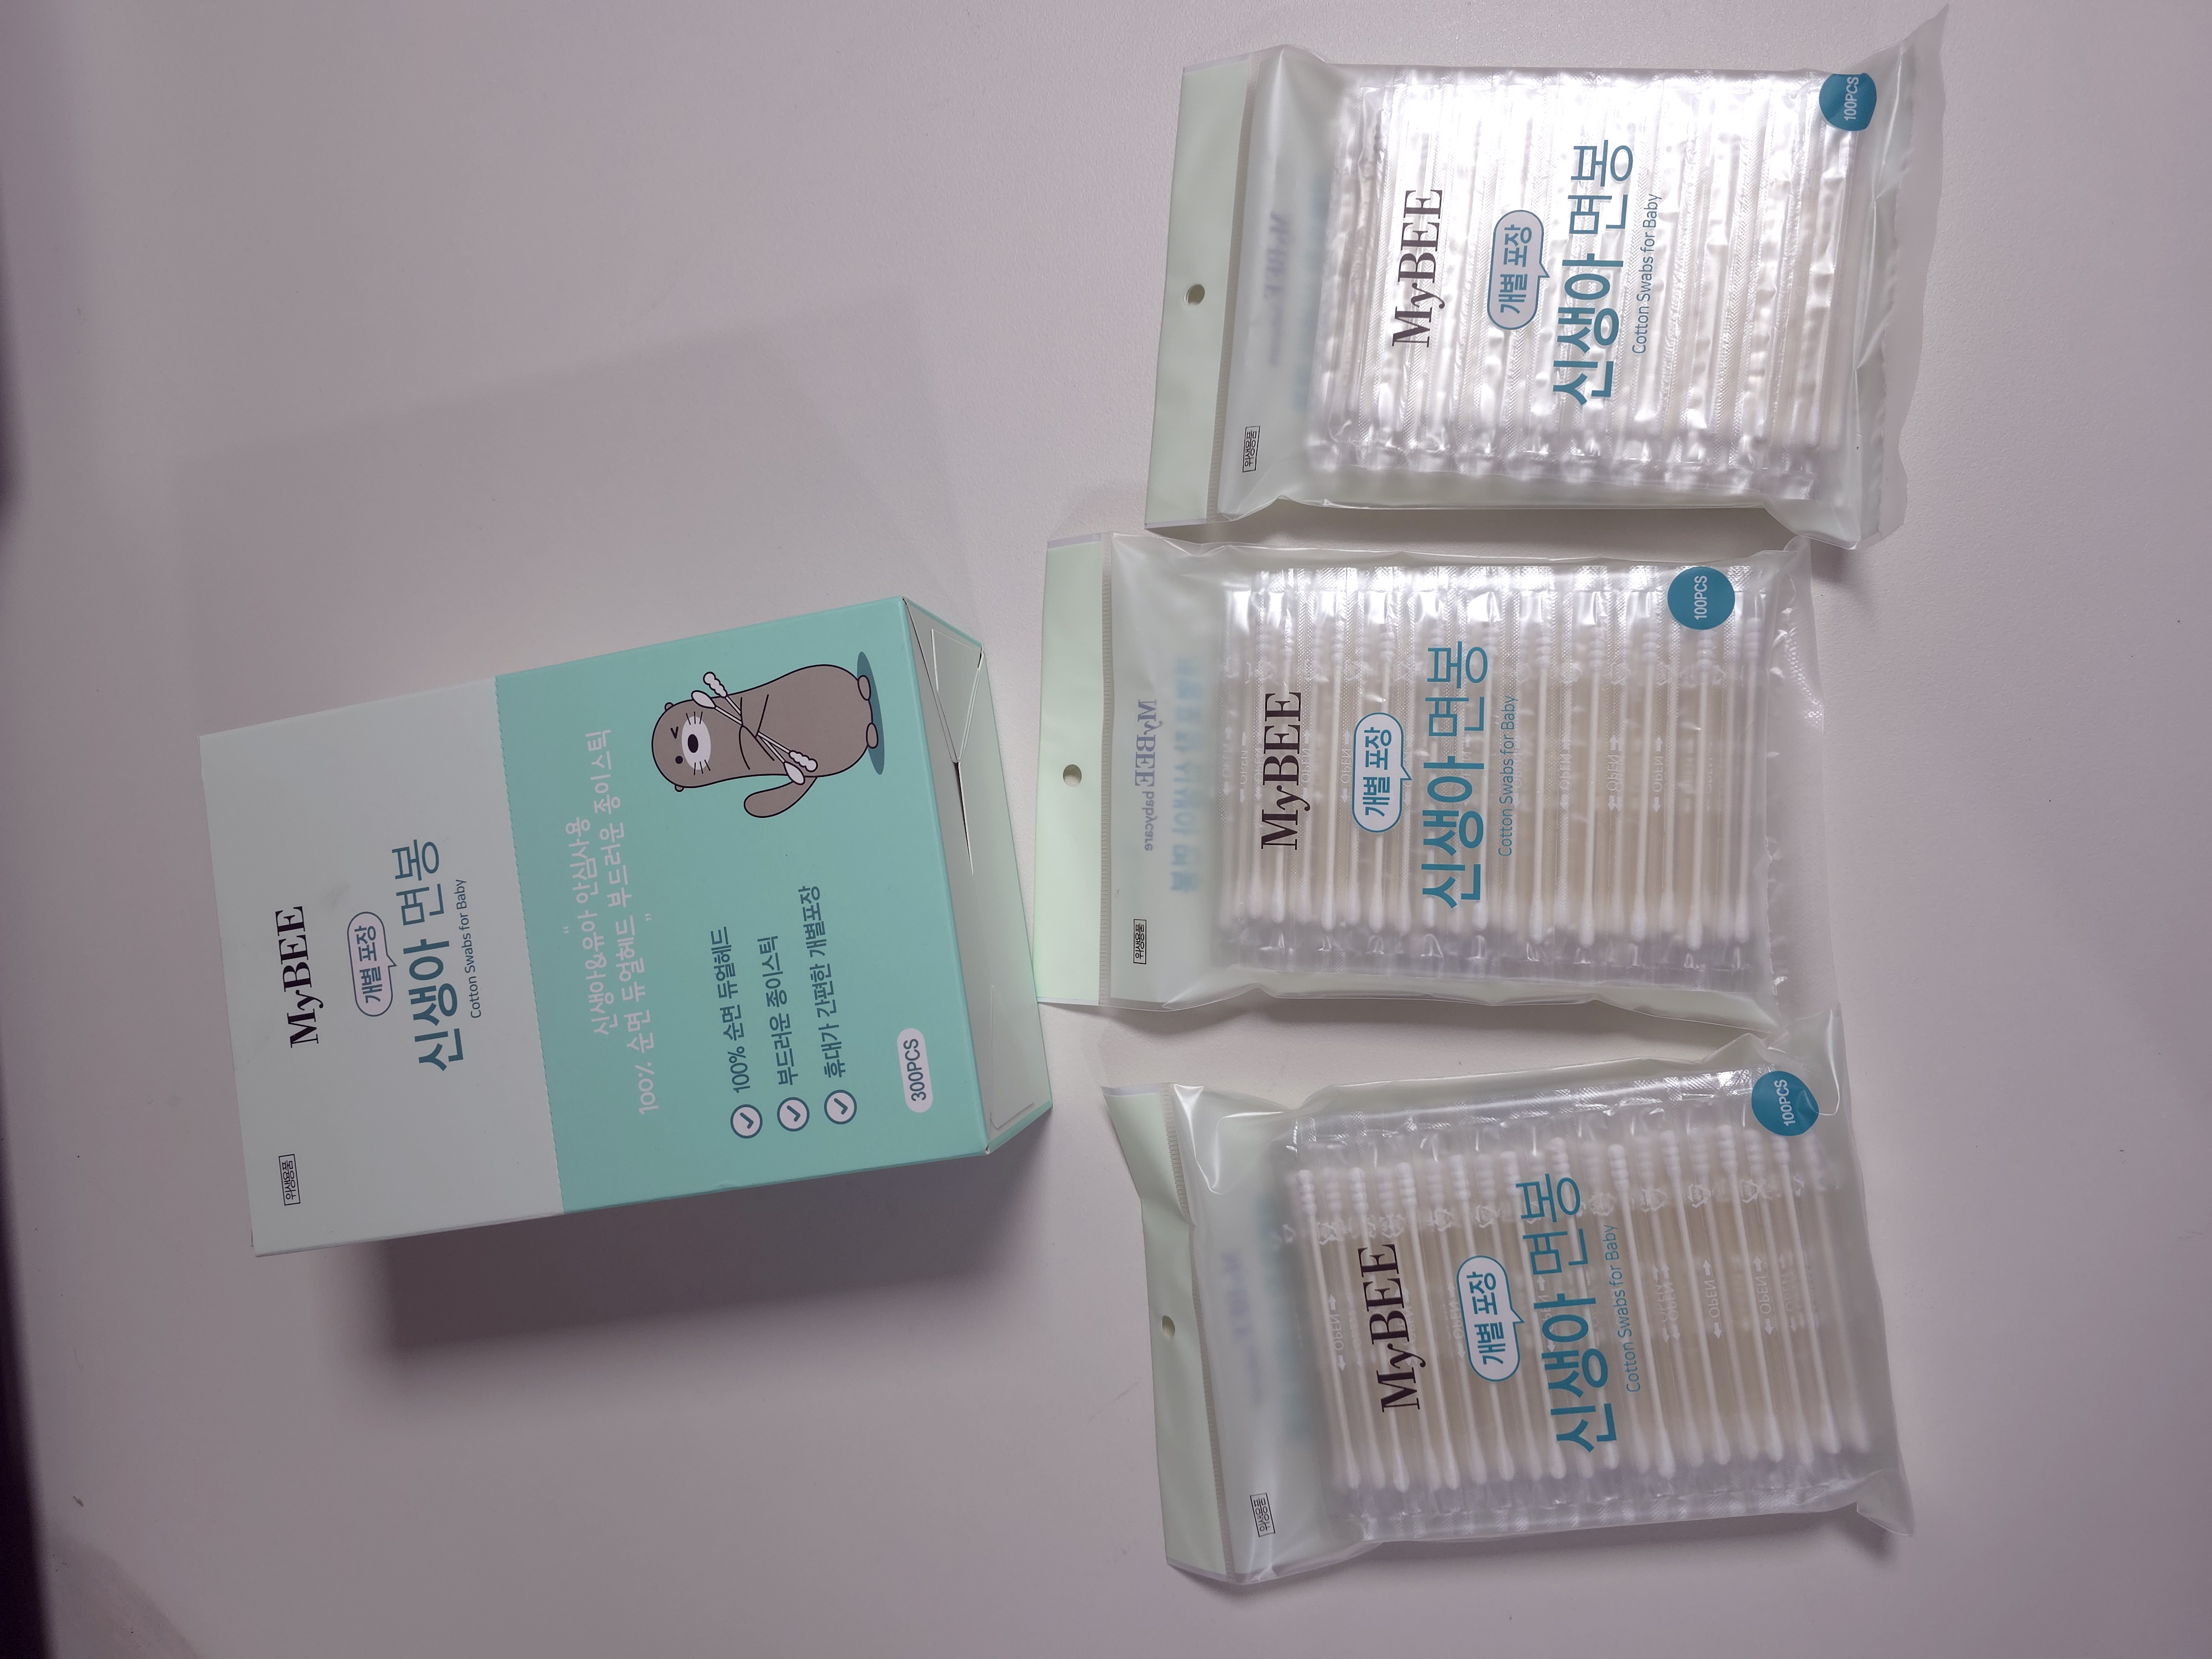 위생용품
MyBEE
개별 포장
신생아 면봉
Cotton Swabs for Baby
"
신생아&유아 안심사용
100% 순면 듀얼헤드 부드러운 종이스틱
"
100% 순면 듀얼헤드
부드러운 종이스틱
휴대가 간편한 개별포장
300PCS
위생용품
MyBEE
개별 포장
신생아 면봉
Cotton Swabs for Baby
100PCS
위생용품
MyBEE babycare
MyBEE
개별 포장
신생아 면봉
Cotton Swabs for Baby
100PCS
OPEN
위생용품
MyBEE
개별 포장
신생아 면봉
Cotton Swabs for Baby
100PCS
OPEN